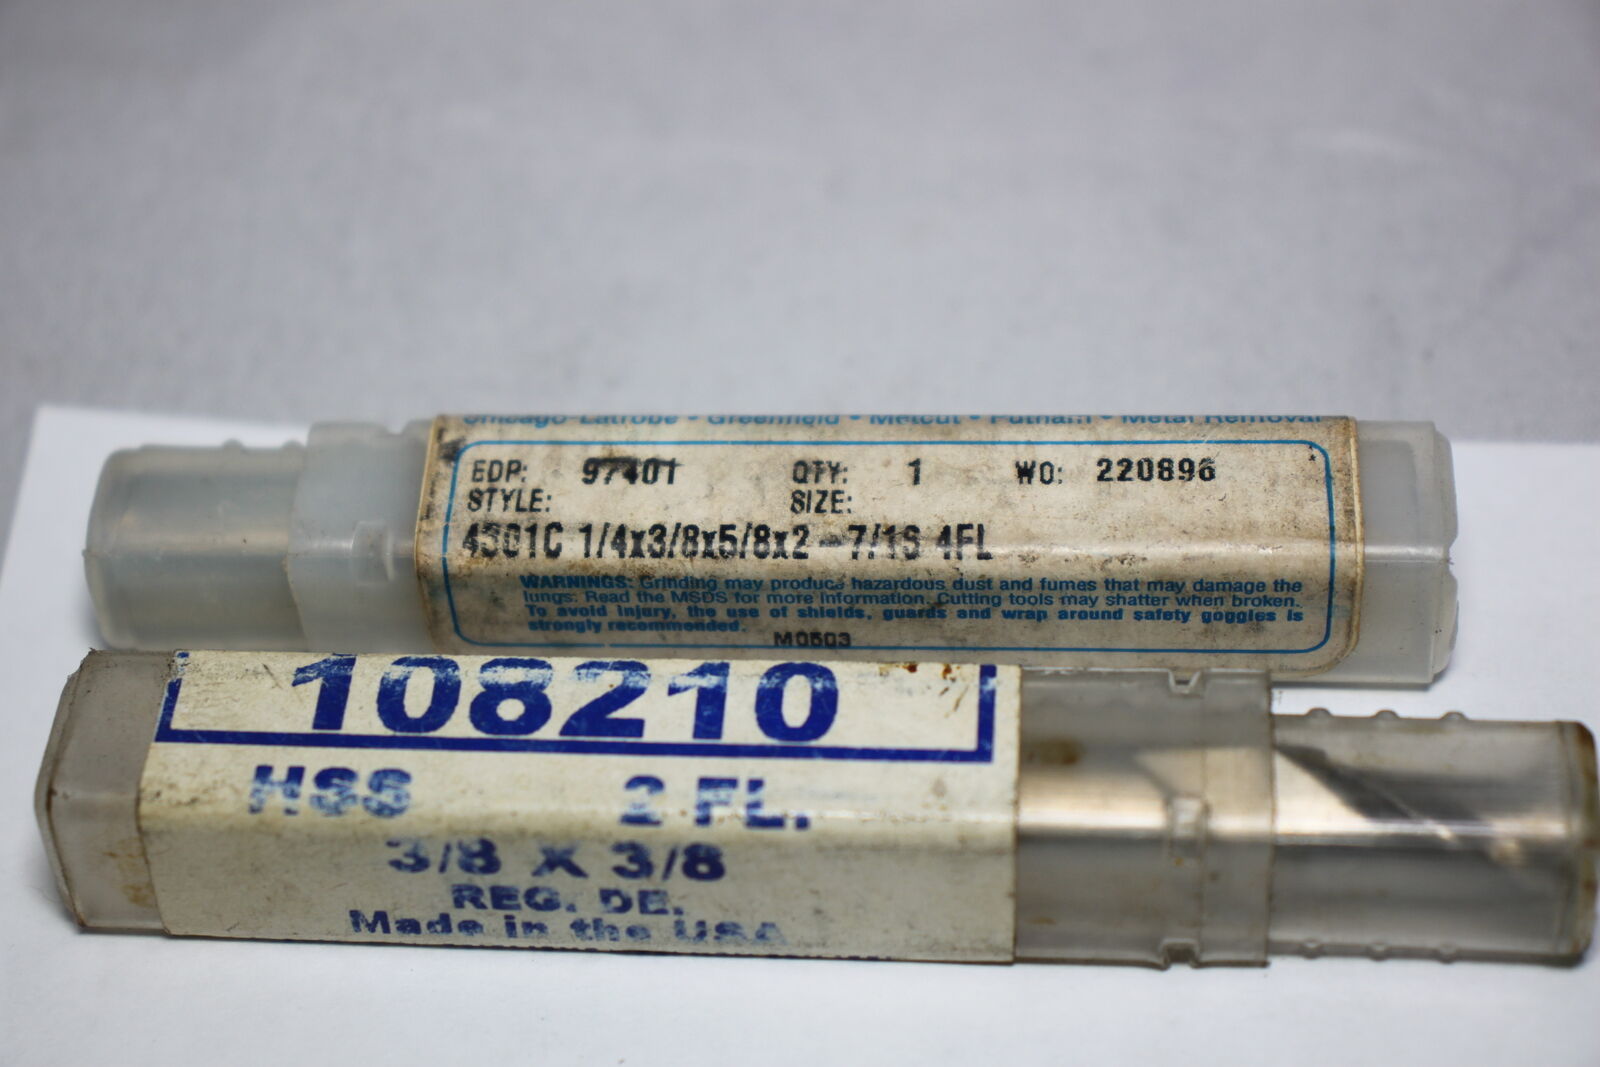 Chicago-Latrobe • Greenfield • Metcut • Putnam • Metal Removal
EDP: 97401 QTY: 1 WO: 220896
STYLE: SIZE:
4301C 1/4x3/8x5/8x2-7/16 4FL
WARNINGS: Grinding may produce hazardous dust and fumes that may damage the
lungs. Read the MSDS for more information. Cutting tools may shatter when broken.
To avoid injury, the use of shields, guards and wrap around safety goggles is
strongly recommended.
M0503
108210
HSS 2 FL.
3/8 X 3/8
REG. DE.
Made in the USA